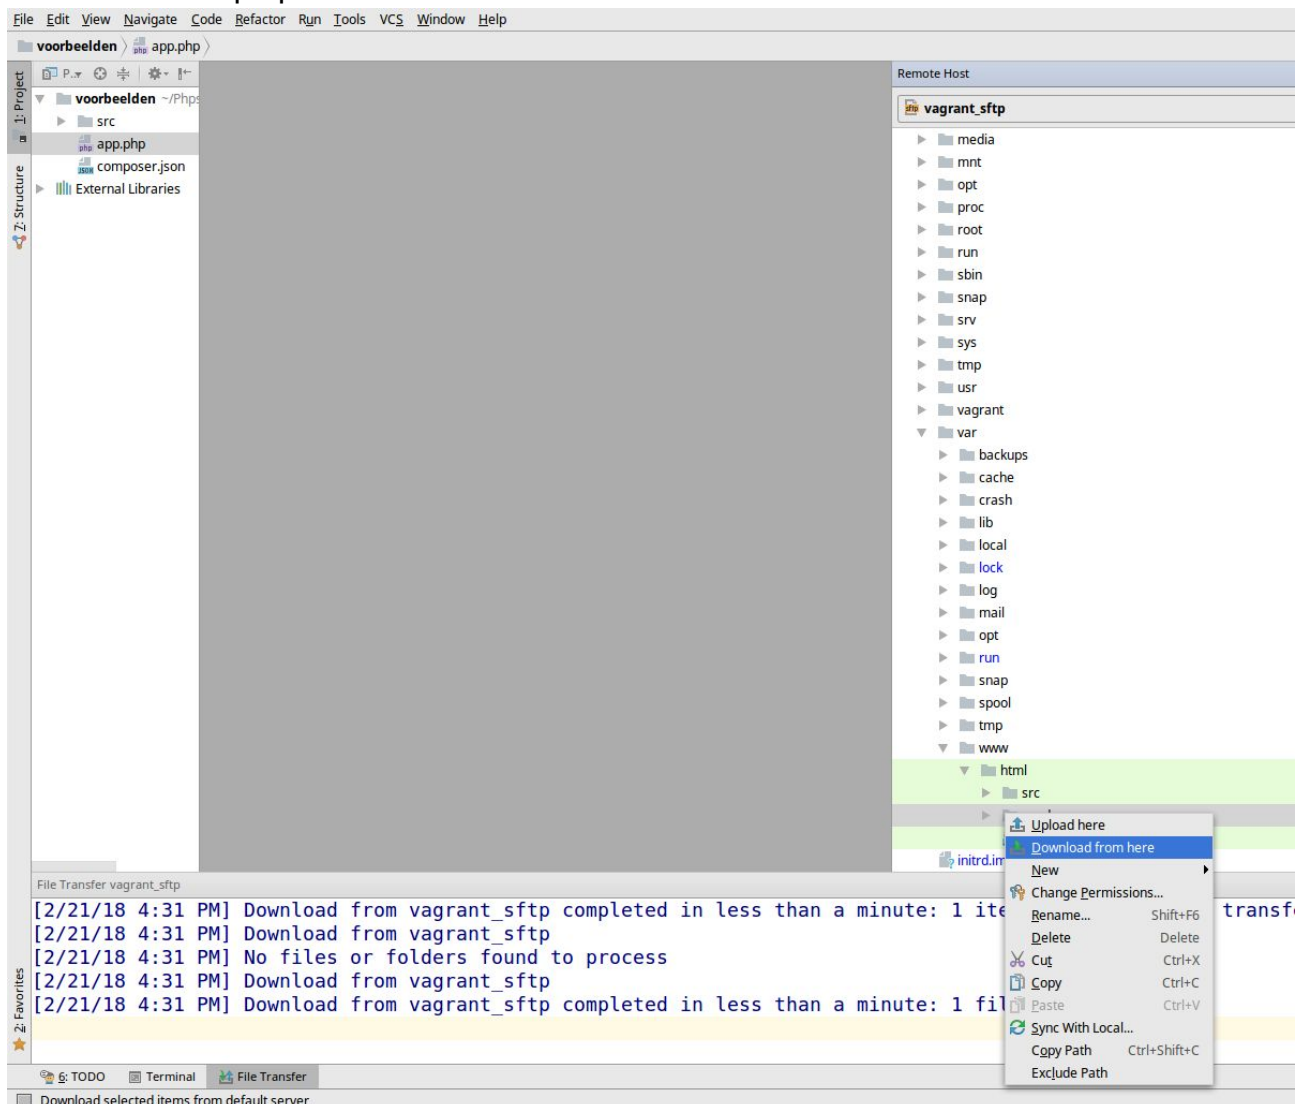 File Edit View Navigate Code Refactor Run Tools VCS Window Help
voorbeelden app.php
1: Project
7: Structure
2: Favorites
P..
voorbeelden ~/Phps
src
app.php
composer.json
External Libraries
Remote Host
vagrant_sftp
media
mnt
opt
proc
root
run
sbin
snap
srv
sys
tmp
usr
vagrant
var
backups
cache
crash
lib
local
lock
log
mail
opt
run
snap
spool
tmp
www
html
src
initrd.im
Upload here
Download from here
New
Change Permissions...
Rename... Shift+F6
Delete Delete
Cut Ctrl+X
Copy Ctrl+C
Paste Ctrl+V
Sync With Local...
Copy Path Ctrl+Shift+C
Exclude Path
File Transfer vagrant_sftp
[2/21/18 4:31 PM] Download from vagrant_sftp completed in less than a minute: 1 ite transf
[2/21/18 4:31 PM] Download from vagrant_sftp
[2/21/18 4:31 PM] No files or folders found to process
[2/21/18 4:31 PM] Download from vagrant_sftp
[2/21/18 4:31 PM] Download from vagrant_sftp completed in less than a minute: 1 fil
6: TODO Terminal File Transfer
Download selected items from default server